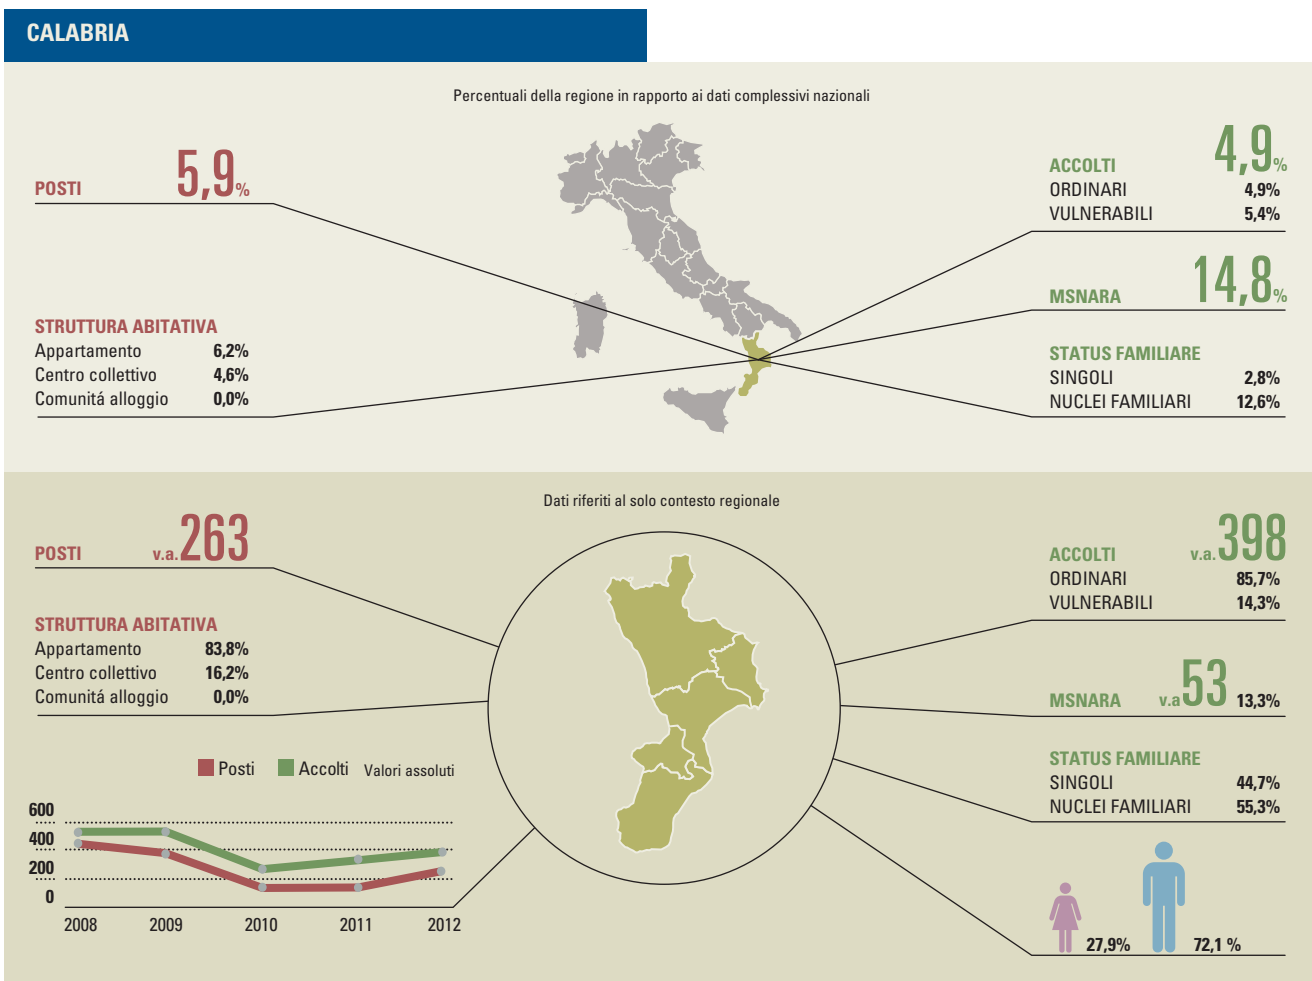 CALABRIA
Percentuali della regione in rapporto ai dati complessivi nazionali
POSTI 5,9%
STRUTTURA ABITATIVA
Appartamento 6,2%
Centro collettivo 4,6%
Comunitá alloggio 0,0%
ACCOLTI 4,9%
ORDINARI 4,9%
VULNERABILI 5,4%
MSNARA 14,8%
STATUS FAMILIARE
SINGOLI 2,8%
NUCLEI FAMILIARI 12,6%
Dati riferiti al solo contesto regionale
POSTI v.a. 263
STRUTTURA ABITATIVA
Appartamento 83,8%
Centro collettivo 16,2%
Comunitá alloggio 0,0%
Posti Accolti Valori assoluti
600
400
200
0
2008 2009 2010 2011 2012
ACCOLTI v.a. 398
ORDINARI 85,7%
VULNERABILI 14,3%
MSNARA v.a 53 13,3%
STATUS FAMILIARE
SINGOLI 44,7%
NUCLEI FAMILIARI 55,3%
27,9% 72,1 %